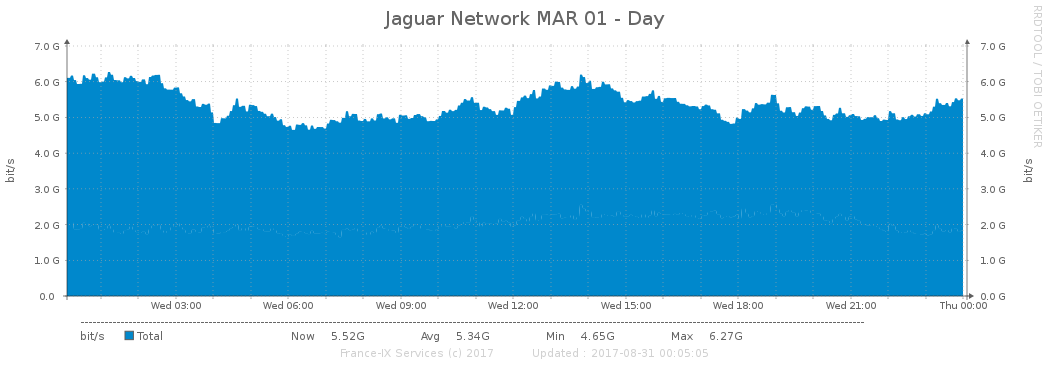 Jaguar Network MAR 01 - Day
RRDTOOL / TOBI OETIKER
7.0 G 7.0 G
6.0 G 6.0 G
5.0 G 5.0 G
4.0 G 4.0 G
3.0 G 3.0 G
2.0 G 2.0 G
1.0 G 1.0 G
0.0 0.0 G
bit/s
bit/s
Wed 03:00 Wed 06:00 Wed 09:00 Wed 12:00 Wed 15:00 Wed 18:00 Wed 21:00 Thu 00:00
bit/s Total Now 5.52G Avg 5.34G Min 4.65G Max 6.27G
France-IX Services (c) 2017 Updated : 2017-08-31 00:05:05